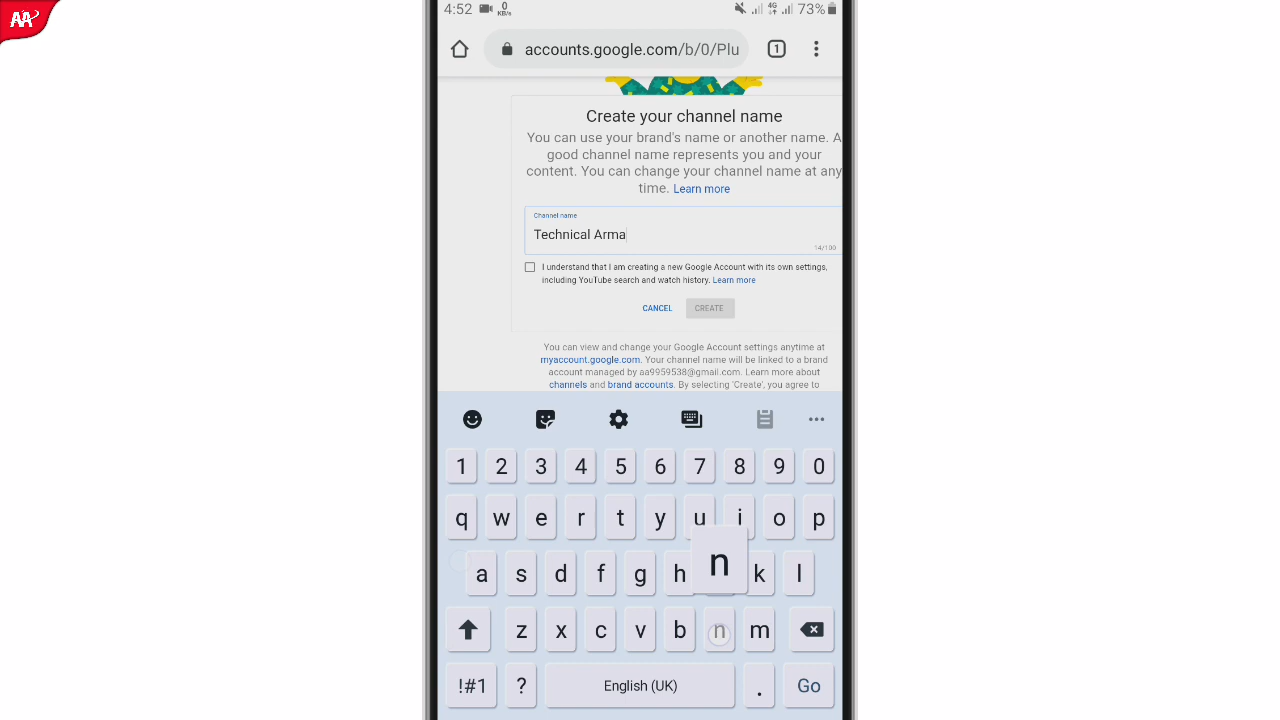 AA
4:52 0 KB/s 4G 73%
accounts.google.com/b/0/Plu 1
Create your channel name
You can use your brand's name or another name. A
good channel name represents you and your
content. You can change your channel name at any
time. Learn more
Channel name
Technical Arma
14/100
I understand that I am creating a new Google Account with its own settings,
including YouTube search and watch history. Learn more
CANCEL CREATE
You can view and change your Google Account settings anytime at
myaccount.google.com. Your channel name will be linked to a brand
account managed by aa9959538@gmail.com. Learn more about
channels and brand accounts. By selecting 'Create', you agree to
1 2 3 4 5 6 7 8 9 0
q w e r t y u i o p
n
a s d f g h k l
z x c v b n m
!#1 ? English (UK) . Go